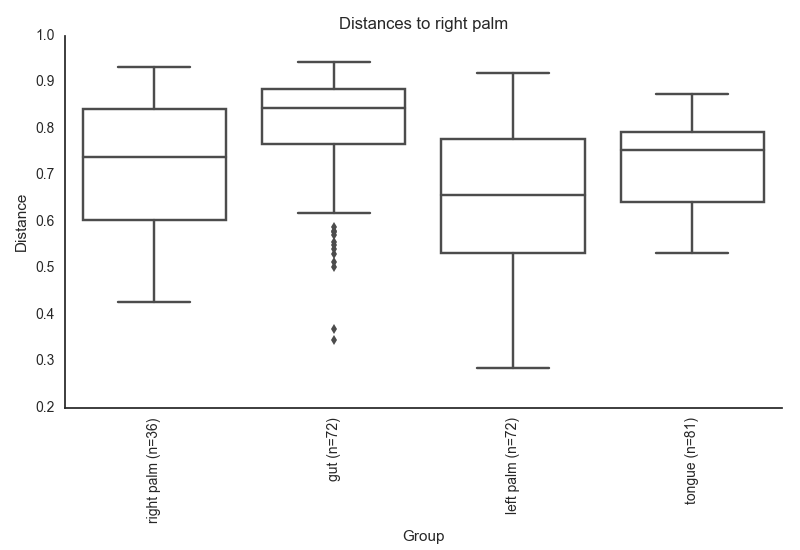 Distances to right palm
1.0
0.9
0.8
0.7
0.6
0.5
0.4
0.3
0.2
Distance
right palm (n=36)
gut (n=72)
left palm (n=72)
tongue (n=81)
Group